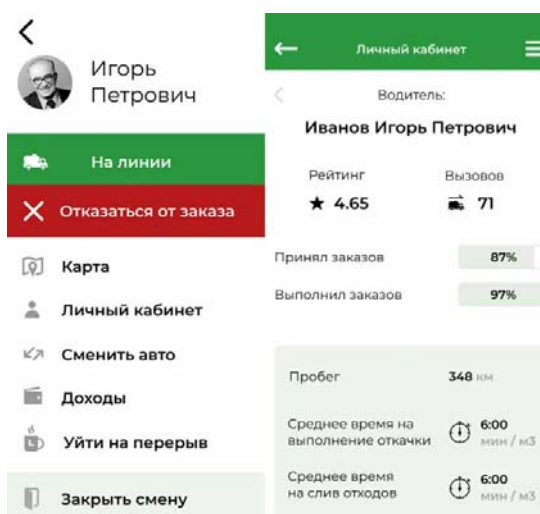 Игорь
Петрович
На линии
Отказаться от заказа
Карта
Личный кабинет
Сменить авто
Доходы
Уйти на перерыв
Закрыть смену
Личный кабинет
Водитель:
Иванов Игорь Петрович
Рейтинг Вызовов
★ 4.65 71
Принял заказов 87%
Выполнил заказов 97%
Пробег 348 км
Среднее время на 6:00
выполнение откачки мин / м3
Среднее время 6:00
на слив отходов мин / м3